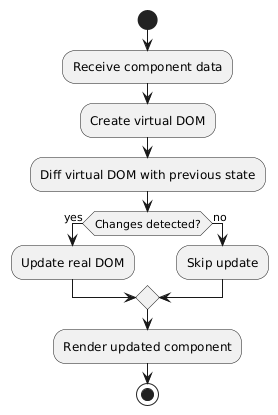 Receive component data
Create virtual DOM
Diff virtual DOM with previous state
Changes detected?
yes
no
Update real DOM
Skip update
Render updated component